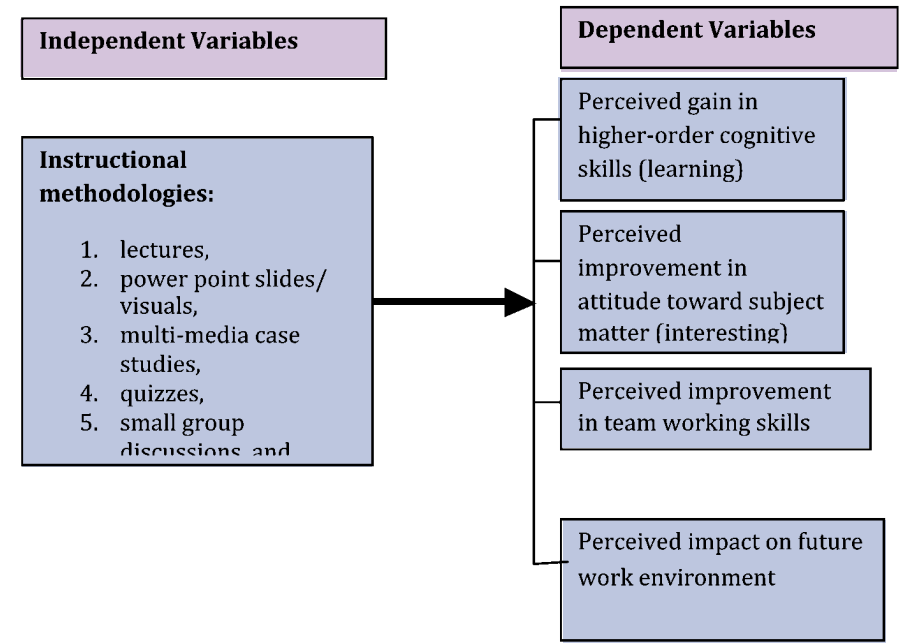 Independent Variables
Instructional
methodologies:
1. lectures,
2. power point slides/
visuals,
3. multi-media case
studies,
4. quizzes,
5. small group
discussions, and
Dependent Variables
Perceived gain in
higher-order cognitive
skills (learning)
Perceived
improvement in
attitude toward subject
matter (interesting)
Perceived improvement
in team working skills
Perceived impact on future
work environment